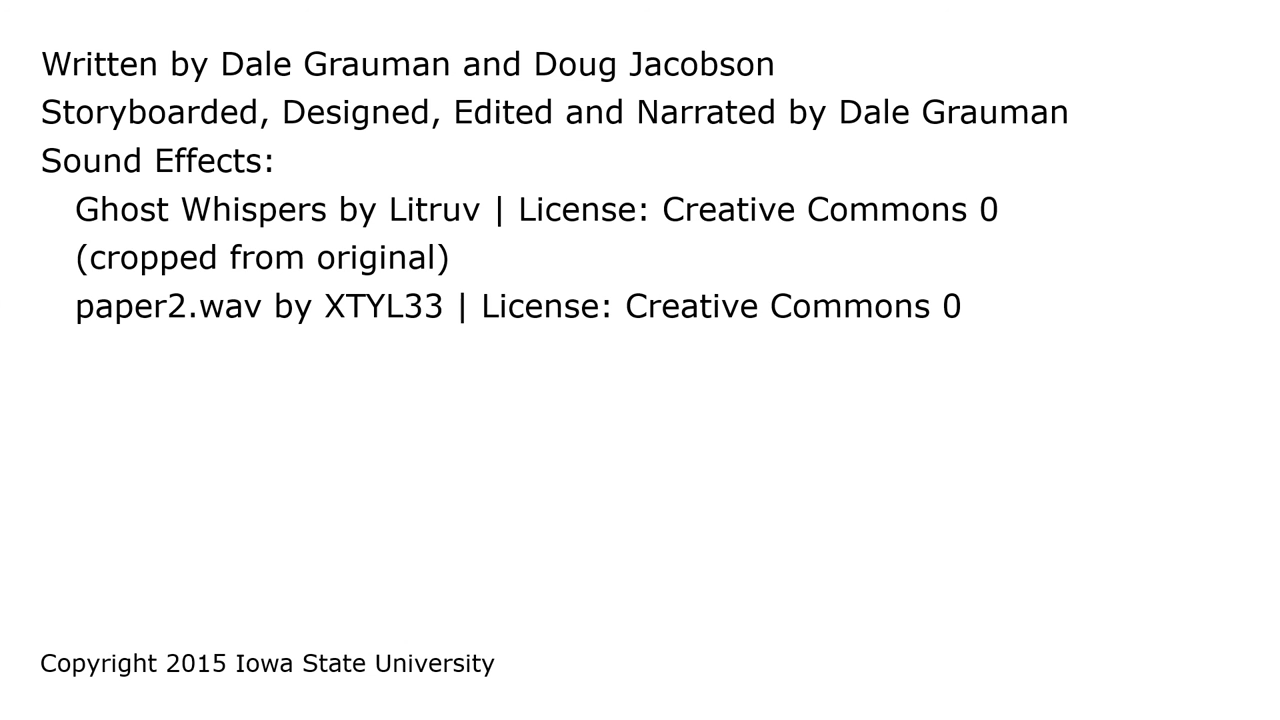 Written by Dale Grauman and Doug Jacobson
Storyboarded, Designed, Edited and Narrated by Dale Grauman
Sound Effects:
Ghost Whispers by Litruv | License: Creative Commons 0
(cropped from original)
paper2.wav by XTYL33 | License: Creative Commons 0
Copyright 2015 Iowa State University